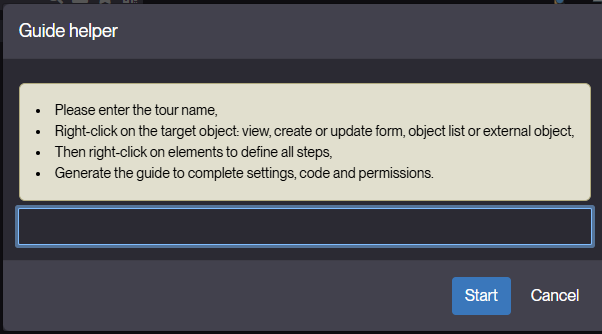 Guide helper
• Please enter the tour name,
• Right-click on the target object: view, create or update form, object list or external object,
• Then right-click on elements to define all steps,
• Generate the guide to complete settings, code and permissions.
Start Cancel